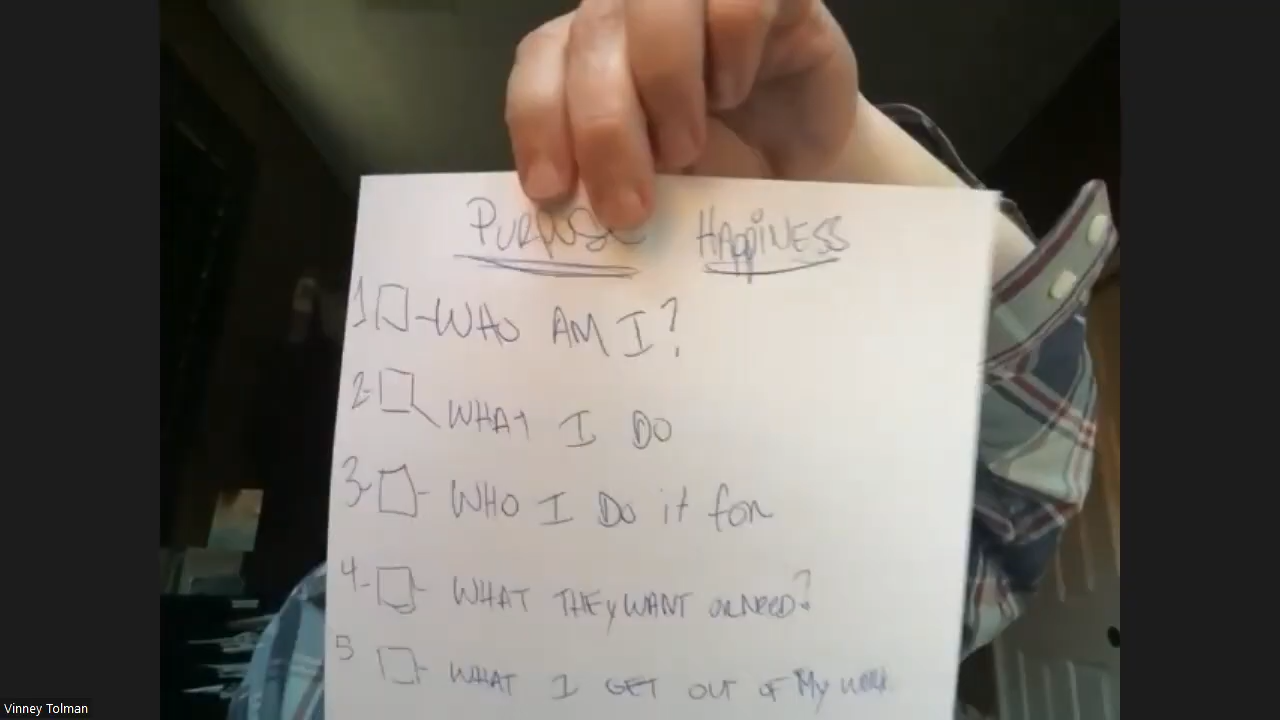 PURPOSE HAppiNESS
1 - WHO AM I?
2- WHAT I DO
3- WHO I DO it foR
4- WHAT THEy WANT OR NEED?
5 - WHAT I GET OUT OF My WORK
Vinney Tolman